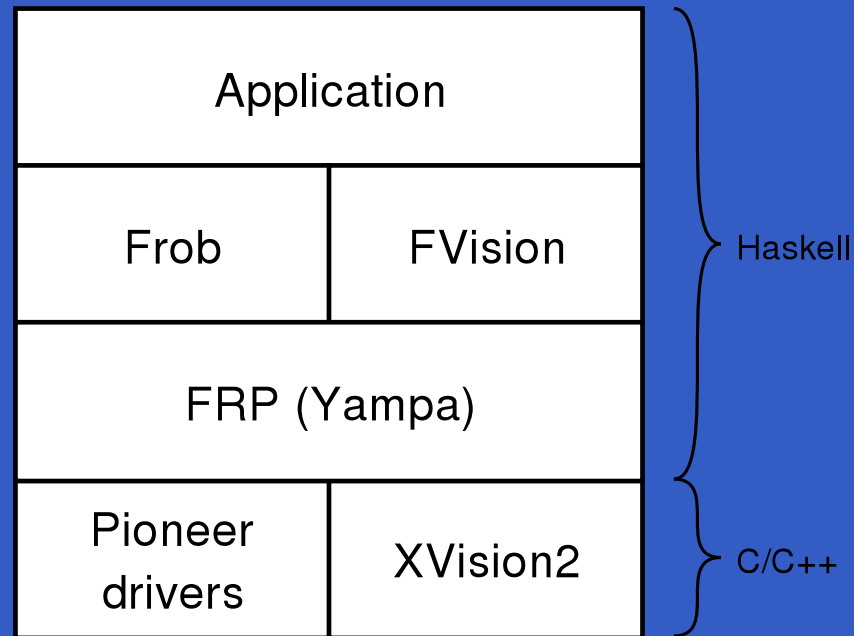 Application
Frob
FVision
Haskell
FRP (Yampa)
Pioneer
drivers
XVision2
C/C++